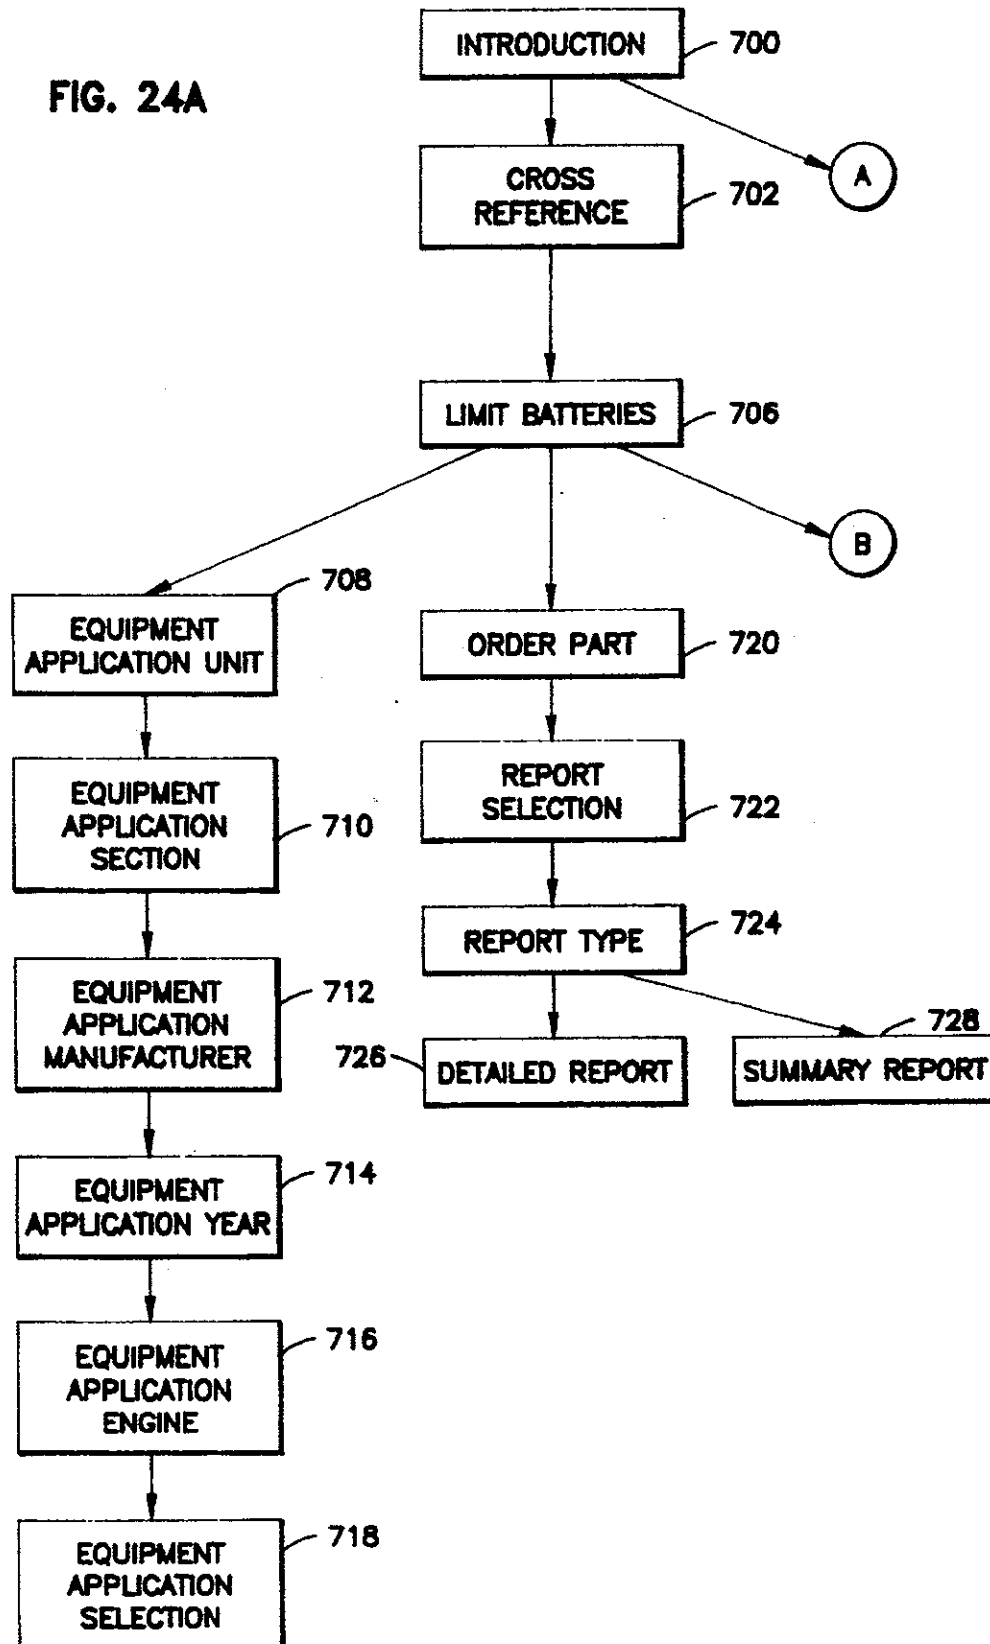 FIG. 24A
INTRODUCTION
700
A
CROSS
REFERENCE
702
LIMIT BATTERIES
706
B
708
EQUIPMENT
APPLICATION UNIT
ORDER PART
720
EQUIPMENT
APPLICATION
SECTION
710
REPORT
SELECTION
722
REPORT TYPE
724
EQUIPMENT
APPLICATION
MANUFACTURER
712
726
DETAILED REPORT
728
SUMMARY REPORT
EQUIPMENT
APPLICATION YEAR
714
EQUIPMENT
APPLICATION
ENGINE
716
EQUIPMENT
APPLICATION
SELECTION
718